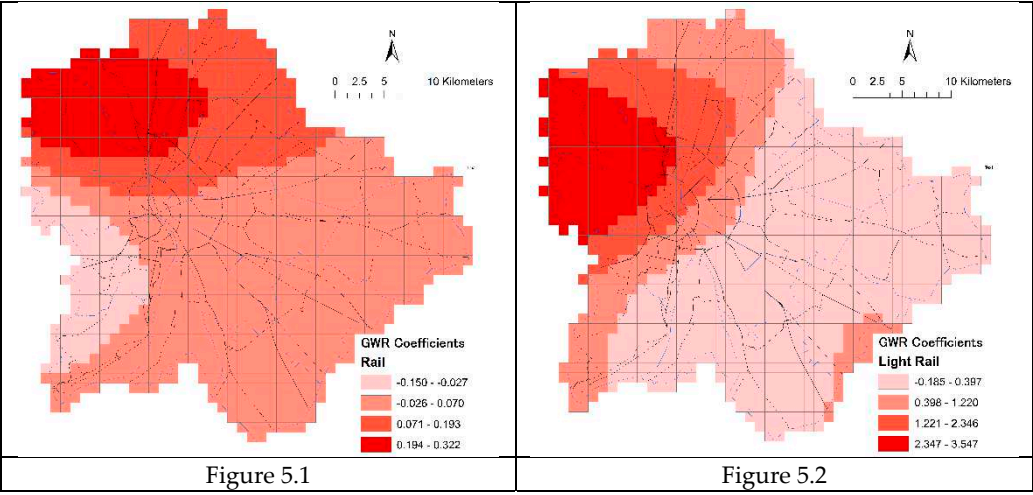 N
0 2.5 5 10 Kilometers
GWR Coefficients
Rail
-0.150 - -0.027
-0.026 - 0.070
0.071 - 0.193
0.194 - 0.322
Figure 5.1
N
0 2.5 5 10 Kilometers
GWR Coefficients
Light Rail
-0.185 - 0.397
0.398 - 1.220
1.221 - 2.346
2.347 - 3.547
Figure 5.2